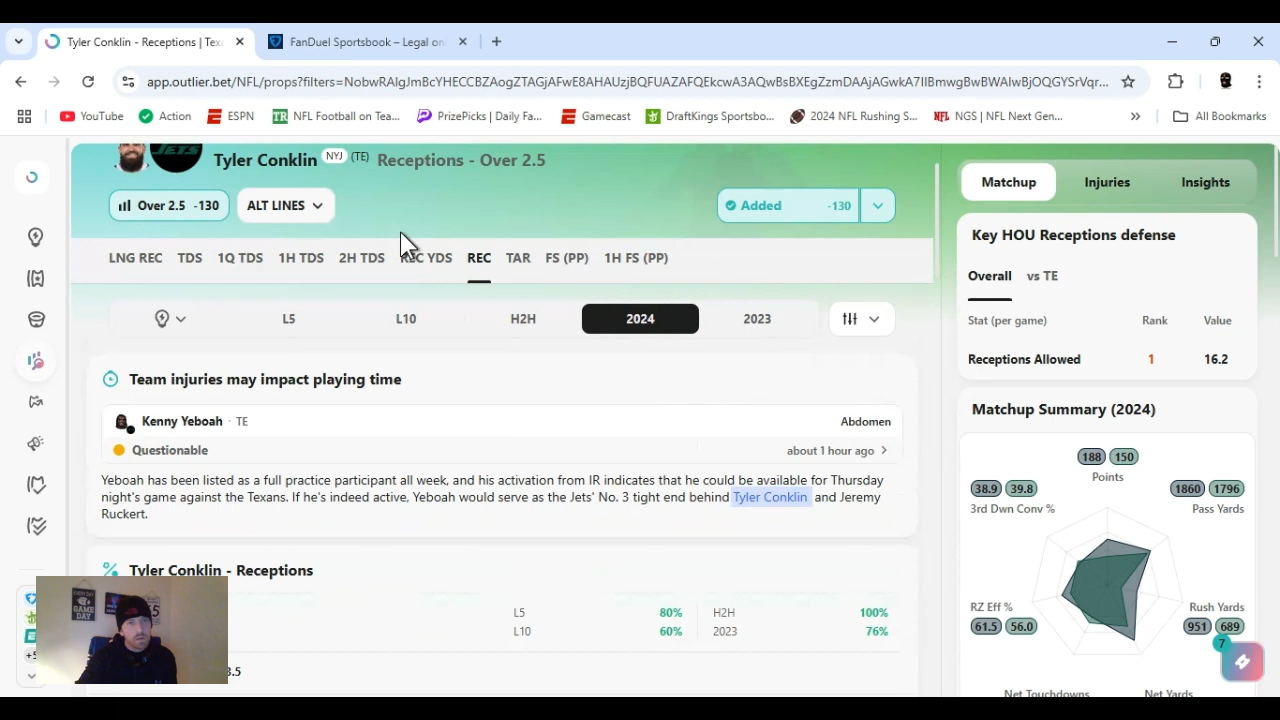 Tyler Conklin - Receptions | Tex
FanDuel Sportsbook – Legal on
app.outlier.bet/NFL/props?filters=NobwRAIgJmBcYHECCBZAogZTAGjAFwE8AHAUzjBQFUAZAFQEkcwA3AQwBsBXEgZzmDAAjAGwkA7IIBmwgBwBWAIwBjOQGYSrVqr...
YouTube
Action
ESPN
NFL Football on Tea...
PrizePicks | Daily Fa...
Gamecast
DraftKings Sportsbo...
2024 NFL Rushing S...
NFL NGS | NFL Next Gen...
»
All Bookmarks
JETS
Tyler Conklin NYJ (TE) Receptions - Over 2.5
Over 2.5 -130
ALT LINES
Added -130
LNG REC TDS 1Q TDS 1H TDS 2H TDS REC YDS REC TAR FS (PP) 1H FS (PP)
L5 L10 H2H 2024 2023
Team injuries may impact playing time
Kenny Yeboah · TE
Abdomen
Questionable
about 1 hour ago >
Yeboah has been listed as a full practice participant all week, and his activation from IR indicates that he could be available for Thursday
night's game against the Texans. If he's indeed active, Yeboah would serve as the Jets' No. 3 tight end behind Tyler Conklin and Jeremy
Ruckert.
Tyler Conklin - Receptions
L5 80% H2H 100%
L10 60% 2023 76%
3.5
Matchup Injuries Insights
Key HOU Receptions defense
Overall vs TE
Stat (per game) Rank Value
Receptions Allowed 1 16.2
Matchup Summary (2024)
188 150
Points
38.9 39.8
3rd Dwn Conv %
1860 1796
Pass Yards
RZ Eff %
61.5 56.0
Rush Yards
951 689
7
Net Touchdowns
Net Yards
GAME
DAY